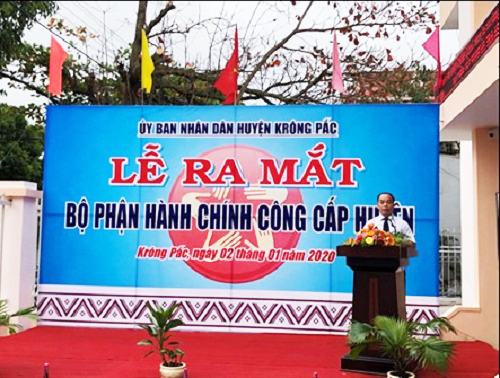 ỦY BAN NHÂN DÂN HUYỆN KRÔNG PẮC
LỄ RA MẮT
BỘ PHẬN HÀNH CHÍNH CÔNG CẤP HUYỆN
Krông Pắc, ngày 02 tháng 01 năm 2020